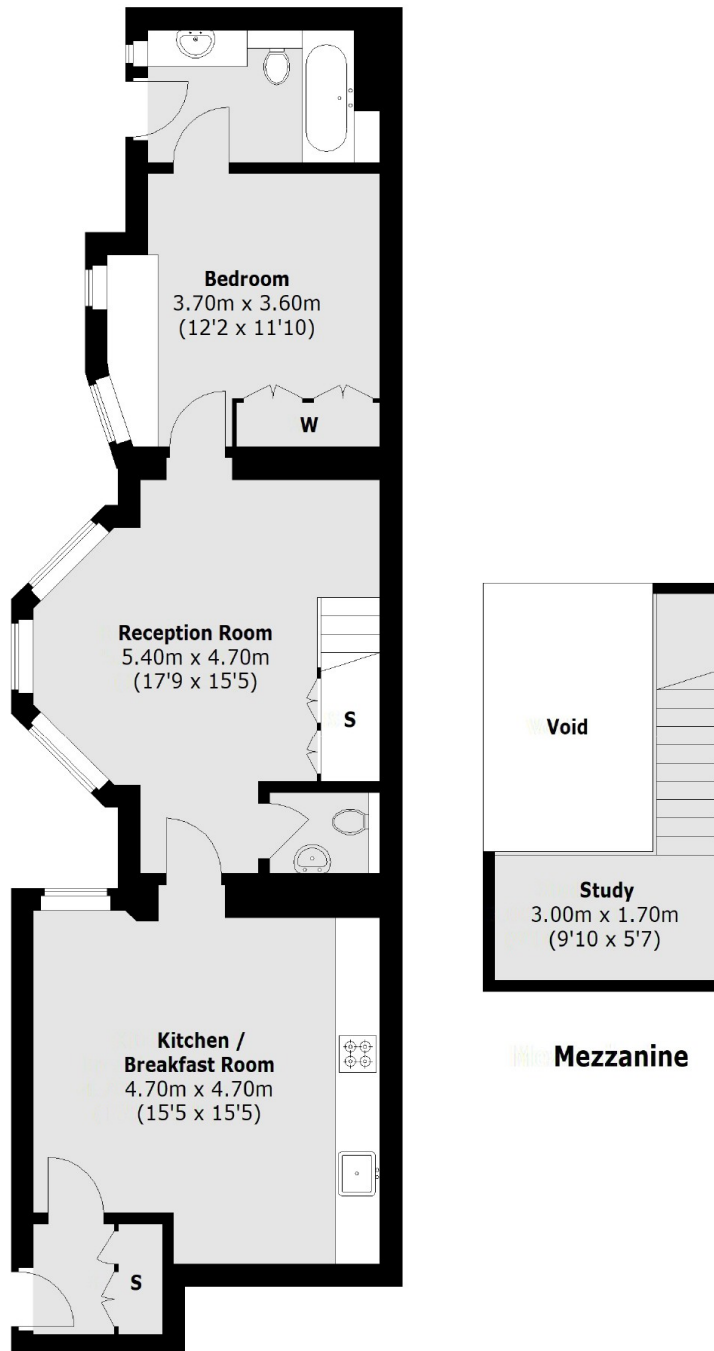 Bedroom
3.70m x 3.60m
(12'2 x 11'10)
W
Reception Room
5.40m x 4.70m
(17'9 x 15'5)
S
Kitchen /
Breakfast Room
4.70m x 4.70m
(15'5 x 15'5)
S
Void
Study
3.00m x 1.70m
(9'10 x 5'7)
Mezzanine